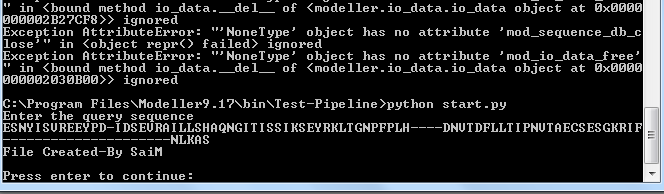 " in <bound method io_data.__del__ of <modeller.io_data.io_data object at 0x0000
000002B27CF8>> ignored
Exception AttributeError: "'NoneType' object has no attribute 'mod_sequence_db_c
lose'" in <object repr() failed> ignored
Exception AttributeError: "'NoneType' object has no attribute 'mod_io_data_free'
" in <bound method io_data.__del__ of <modeller.io_data.io_data object at 0x0000
000002030B00>> ignored
C:\Program Files\Modeller9.17\bin\Test-Pipeline>python start.py
Enter the query sequence
ESNYISVREEYPD-IDSEVRAILLSHAQNGITISSIKSEYRKLTGNPFPLH----DNVTDFLLTIPNVTAECSESGKRIF
------------------------NLKAS
File Created-By SaiM
Press enter to continue: